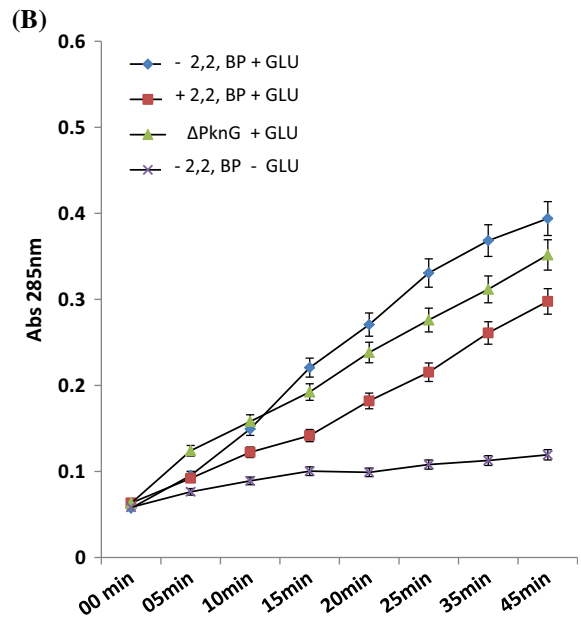 (B)
0.6
0.5
0.4
0.3
0.2
0.1
0
Abs 285nm
- 2,2, BP + GLU
+ 2,2, BP + GLU
ΔPknG + GLU
- 2,2, BP - GLU
00 min
05min
10min
15min
20min
25min
35min
45min